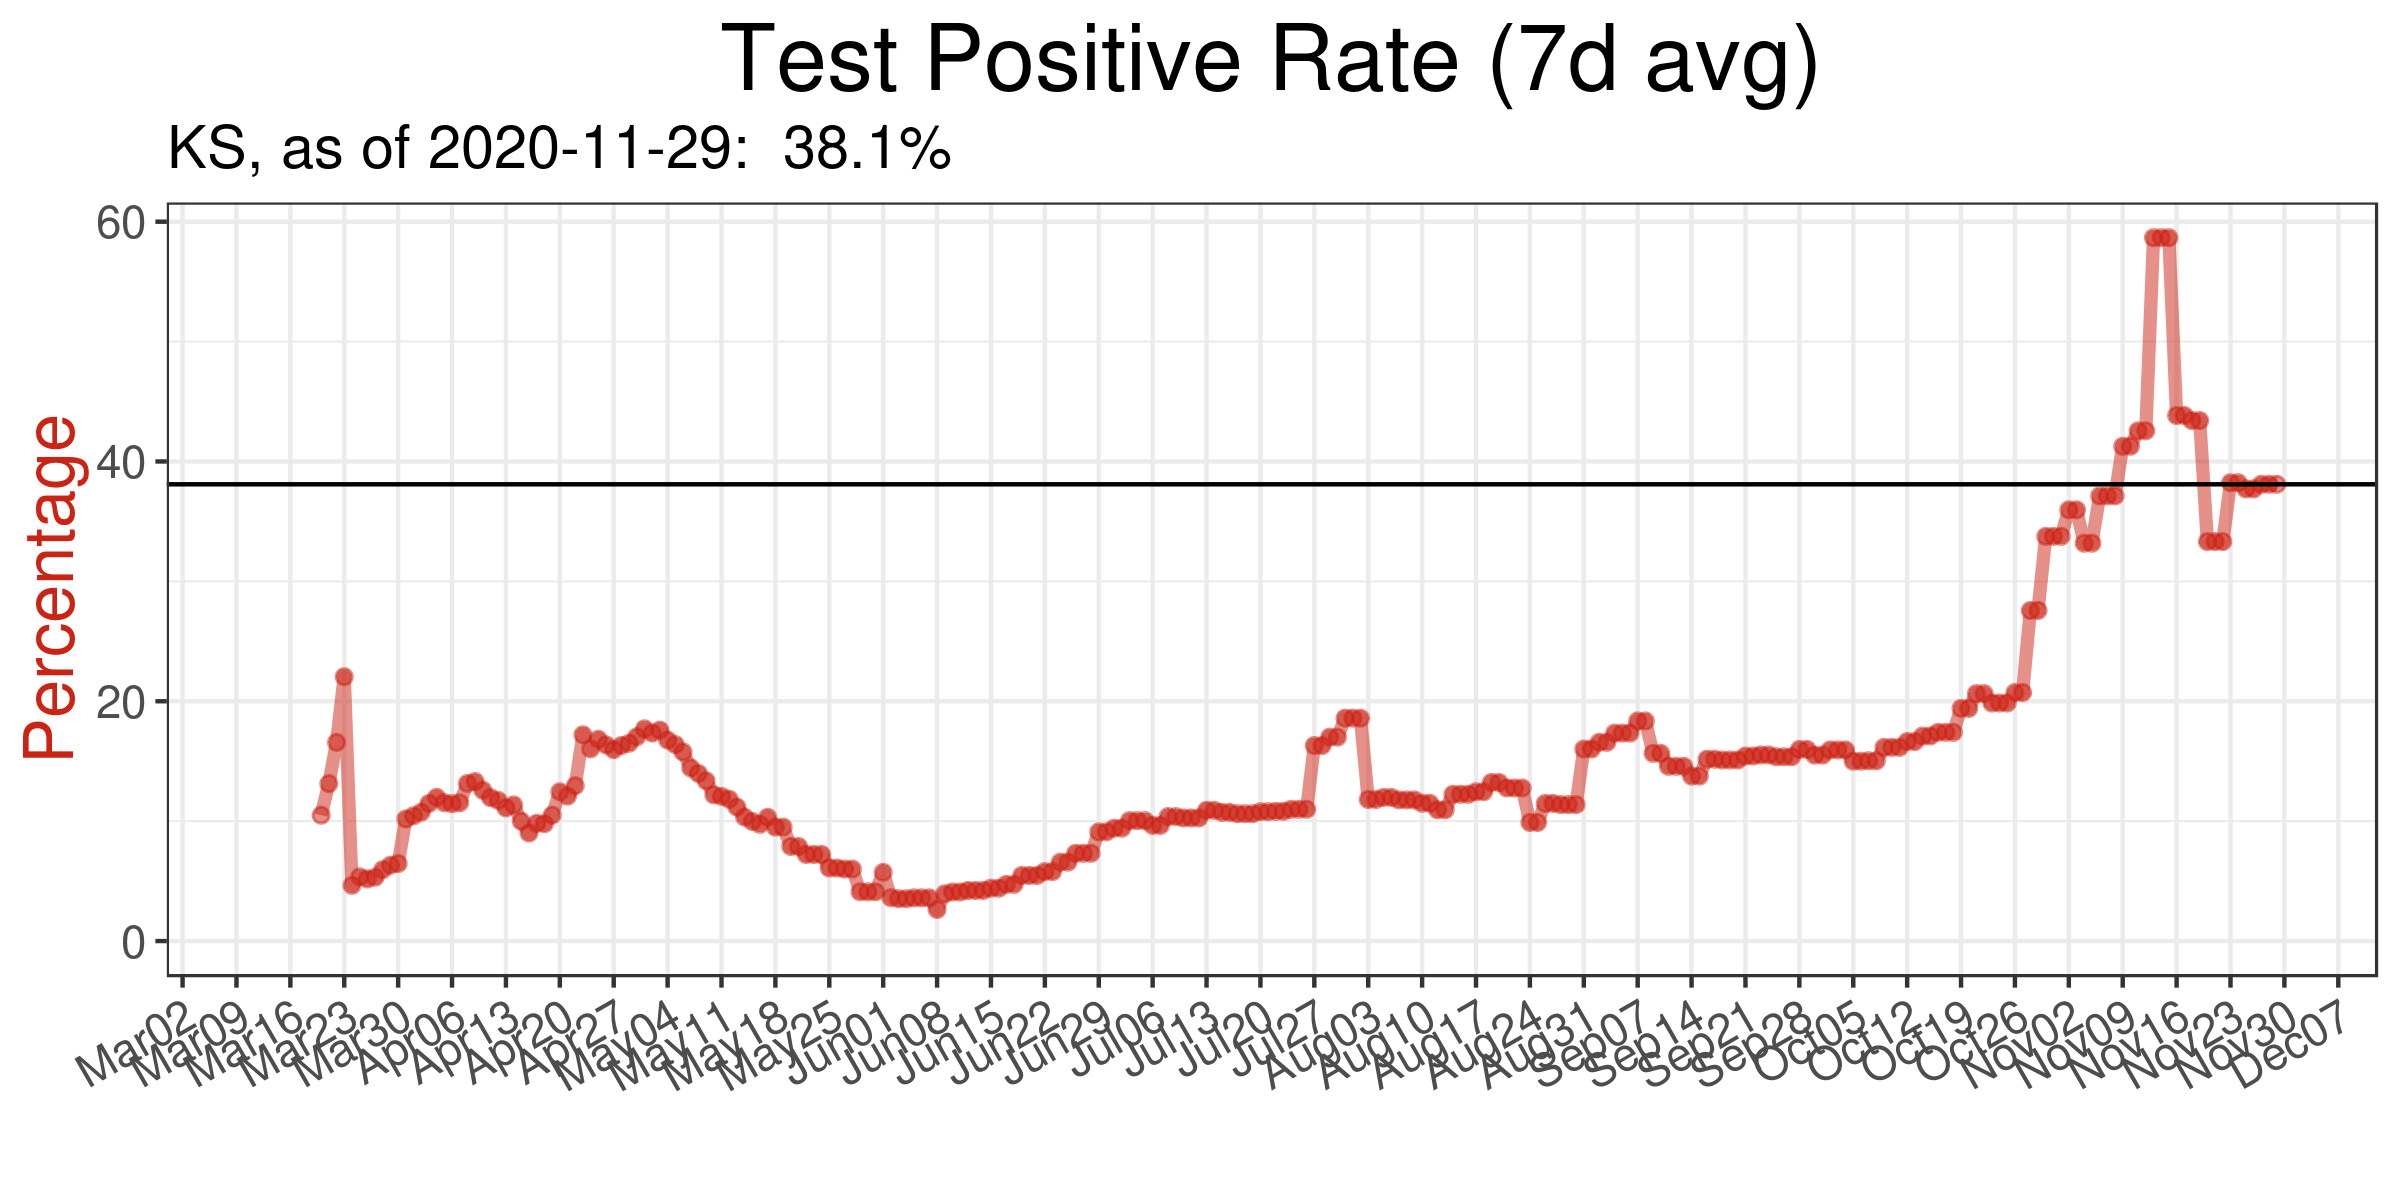 Test Positive Rate (7d avg)
KS, as of 2020-11-29:  38.1%
Percentage
60
40
20
0
Mar02
Mar09
Mar16
Mar23
Mar30
Apr06
Apr13
Apr20
Apr27
May04
May11
May18
May25
Jun01
Jun08
Jun15
Jun22
Jun29
Jul06
Jul13
Jul20
Jul27
Aug03
Aug10
Aug17
Aug24
Aug31
Sep07
Sep14
Sep21
Sep28
Oct05
Oct12
Oct19
Oct26
Nov02
Nov09
Nov16
Nov23
Nov30
Dec07